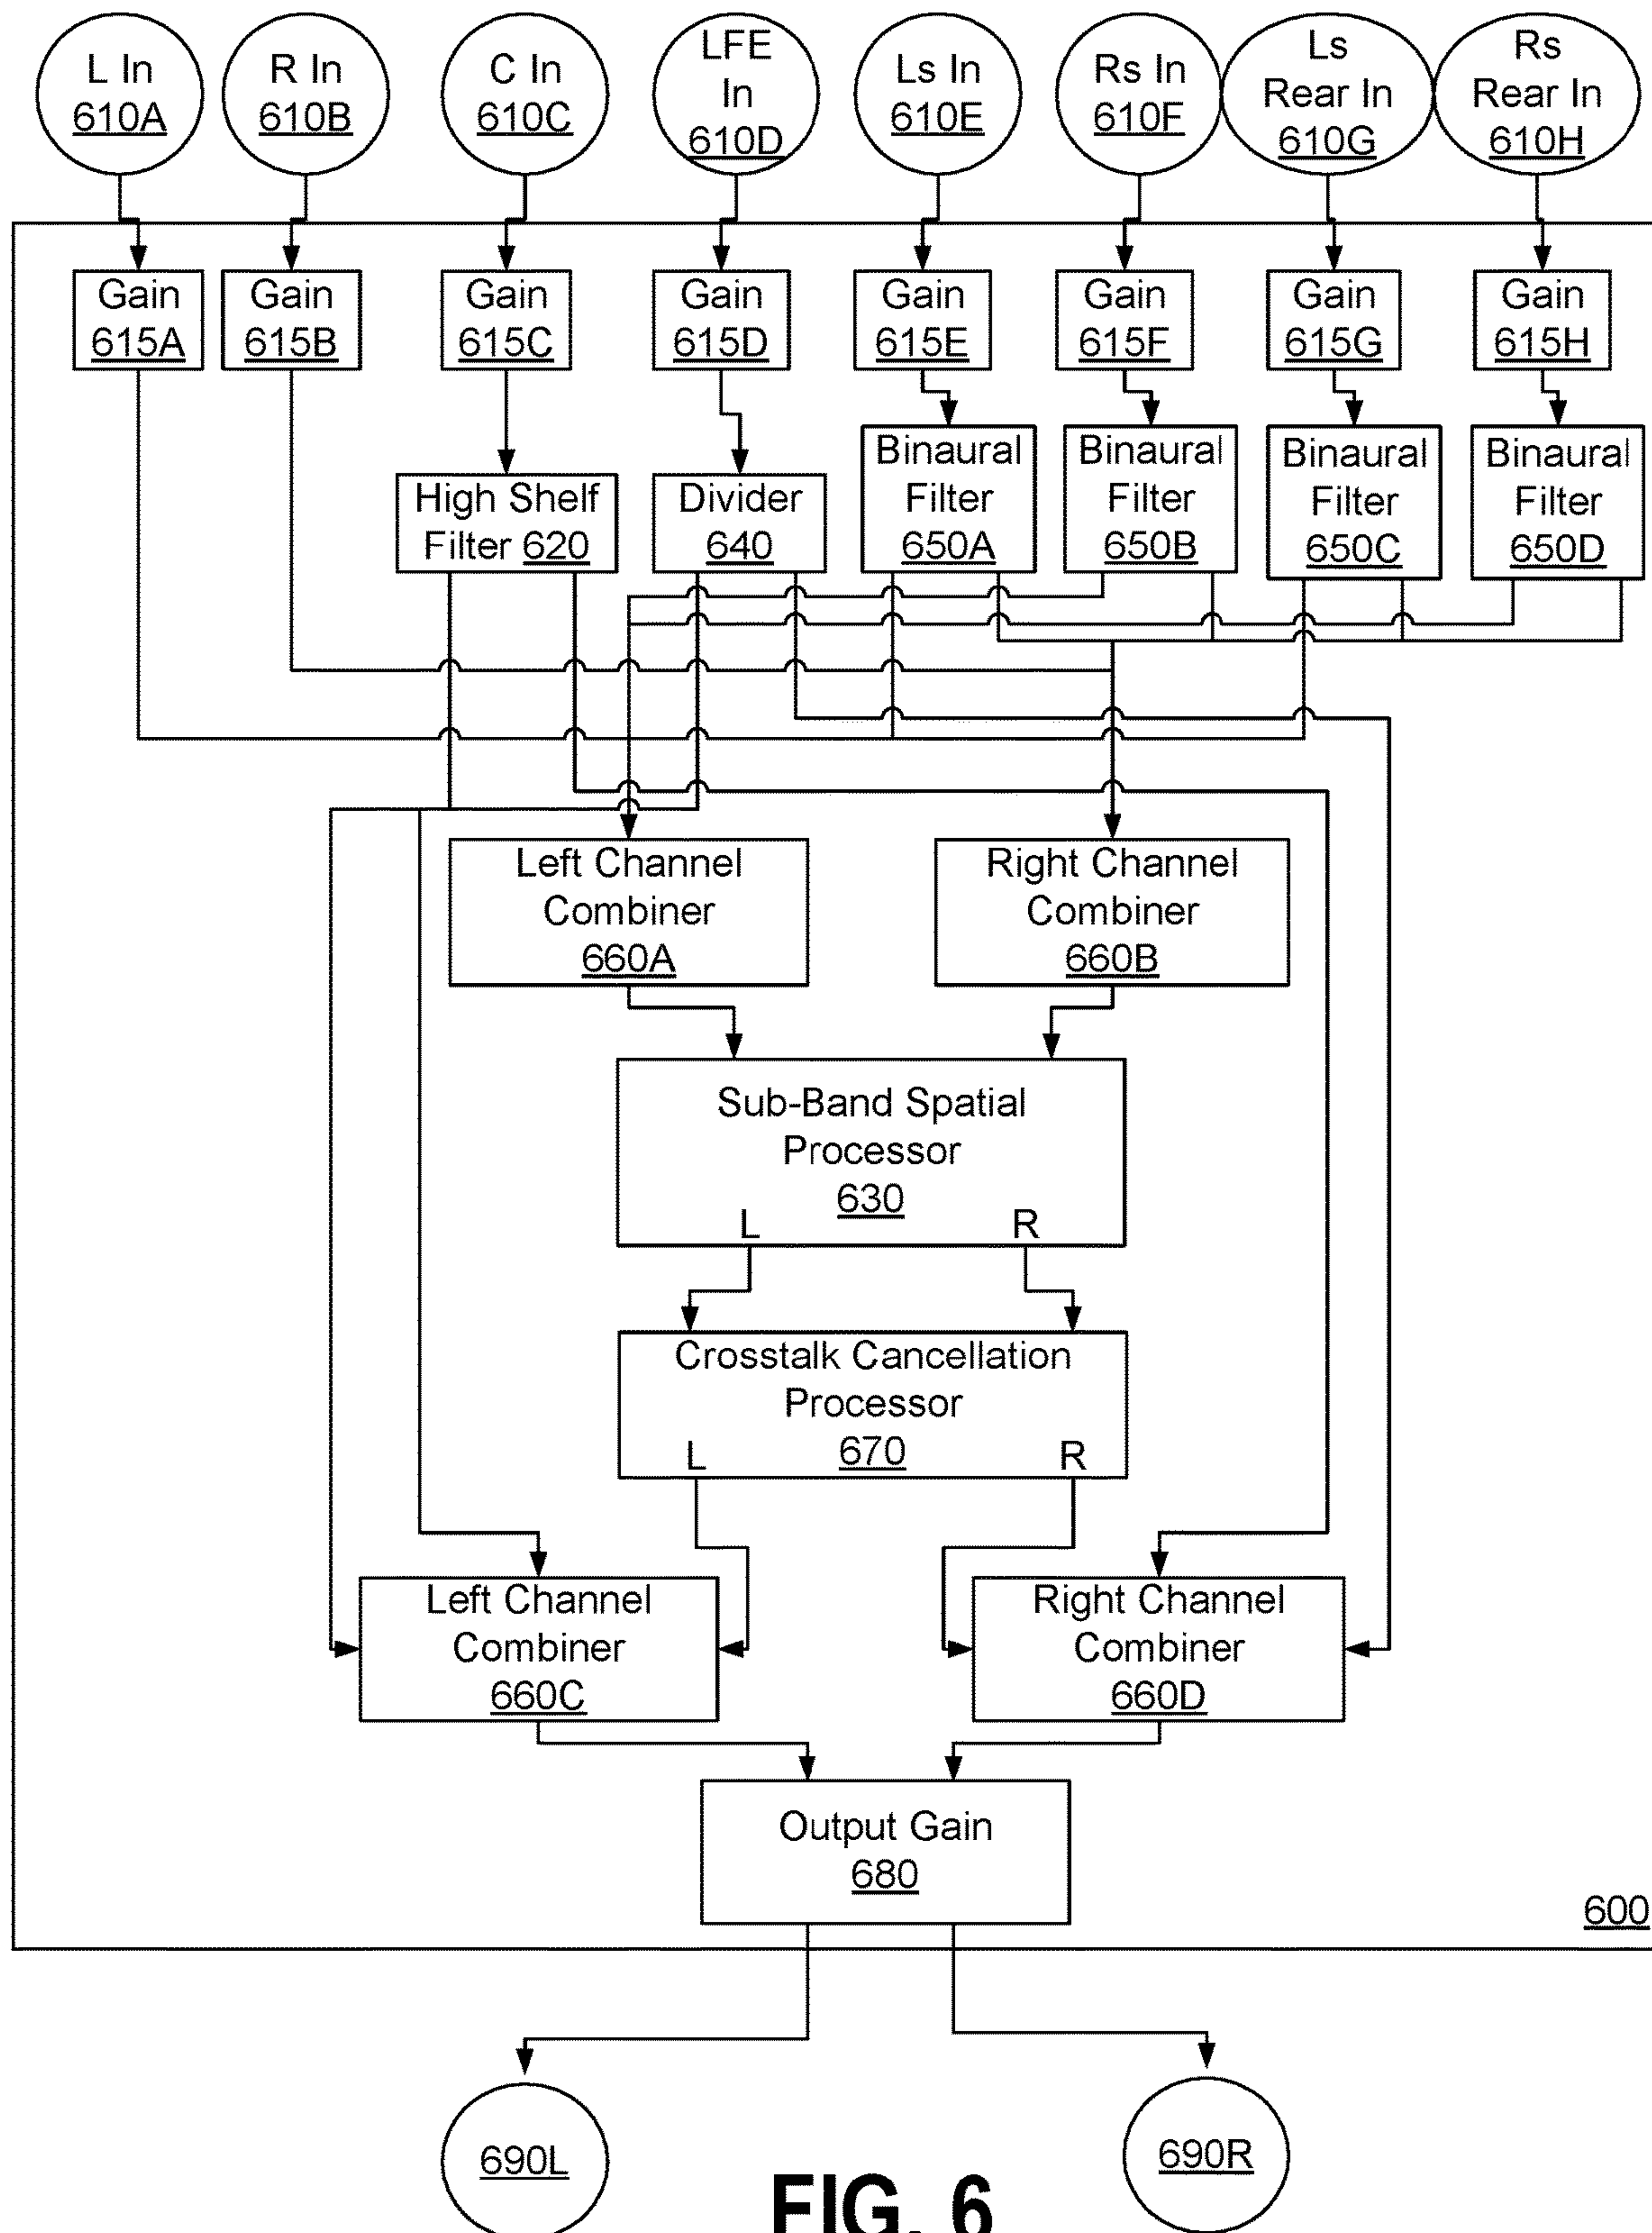 L In
610A
R In
610B
C In
610C
LFE
In
610D
Ls In
610E
Rs In
610F
Ls
Rear In
610G
Rs
Rear In
610H
Gain
615A
Gain
615B
Gain
615C
Gain
615D
Gain
615E
Gain
615F
Gain
615G
Gain
615H
High Shelf
Filter 620
Divider
640
Binaural
Filter
650A
Binaural
Filter
650B
Binaural
Filter
650C
Binaural
Filter
650D
Left Channel
Combiner
660A
Right Channel
Combiner
660B
Sub-Band Spatial
Processor
630
L R
Crosstalk Cancellation
Processor
670
L R
Left Channel
Combiner
660C
Right Channel
Combiner
660D
Output Gain
680
600
690L
690R
FIG. 6